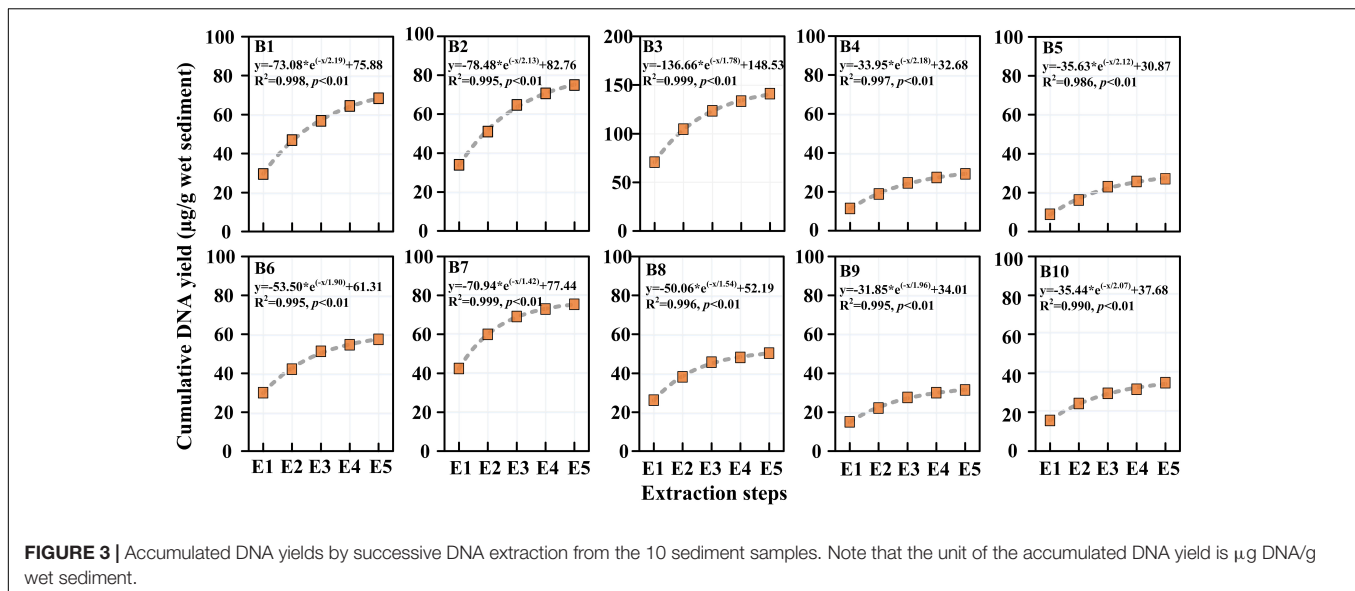 Cumulative DNA yield (µg/g wet sediment)
B1
y=-73.08*e(-x/2.19)+75.88
R2=0.998, p<0.01
100
80
60
40
20
0
B2
y=-78.48*e(-x/2.13)+82.76
R2=0.995, p<0.01
100
80
60
40
20
0
B3
y=-136.66*e(-x/1.78)+148.53
R2=0.999, p<0.01
200
150
100
50
0
B4
y=-33.95*e(-x/2.18)+32.68
R2=0.997, p<0.01
100
80
60
40
20
0
B5
y=-35.63*e(-x/2.12)+30.87
R2=0.986, p<0.01
100
80
60
40
20
0
B6
y=-53.50*e(-x/1.90)+61.31
R2=0.995, p<0.01
100
80
60
40
20
0
E1 E2 E3 E4 E5
B7
y=-70.94*e(-x/1.42)+77.44
R2=0.999, p<0.01
100
80
60
40
20
0
E1 E2 E3 E4 E5
B8
y=-50.06*e(-x/1.54)+52.19
R2=0.996, p<0.01
100
80
60
40
20
0
E1 E2 E3 E4 E5
B9
y=-31.85*e(-x/1.96)+34.01
R2=0.995, p<0.01
100
80
60
40
20
0
E1 E2 E3 E4 E5
B10
y=-35.44*e(-x/2.07)+37.68
R2=0.990, p<0.01
100
80
60
40
20
0
E1 E2 E3 E4 E5
Extraction steps
FIGURE 3 | Accumulated DNA yields by successive DNA extraction from the 10 sediment samples. Note that the unit of the accumulated DNA yield is µg DNA/g
wet sediment.